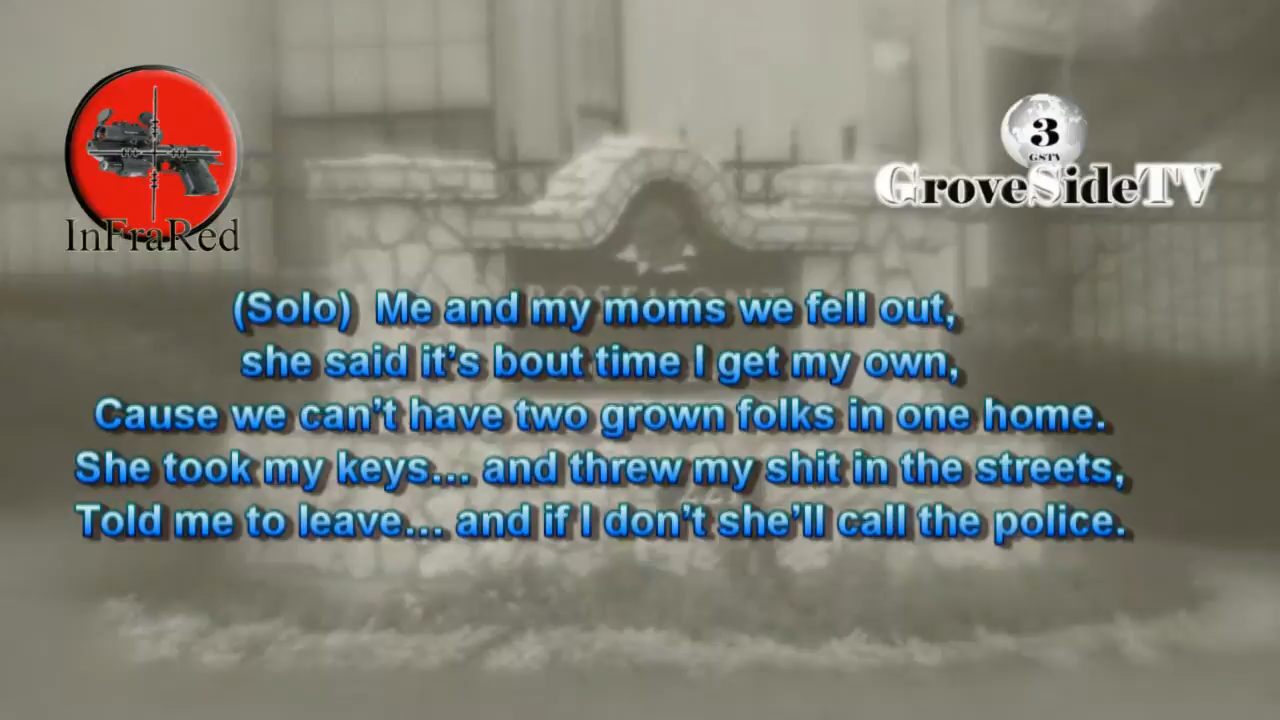 3
GSTV
GroveSideTV
InFraRed
ROSEMONT
(Solo) Me and my moms we fell out,
she said it's bout time I get my own,
Cause we can't have two grown folks in one home.
She took my keys... and threw my shit in the streets,
Told me to leave... and if I don't she'll call the police.